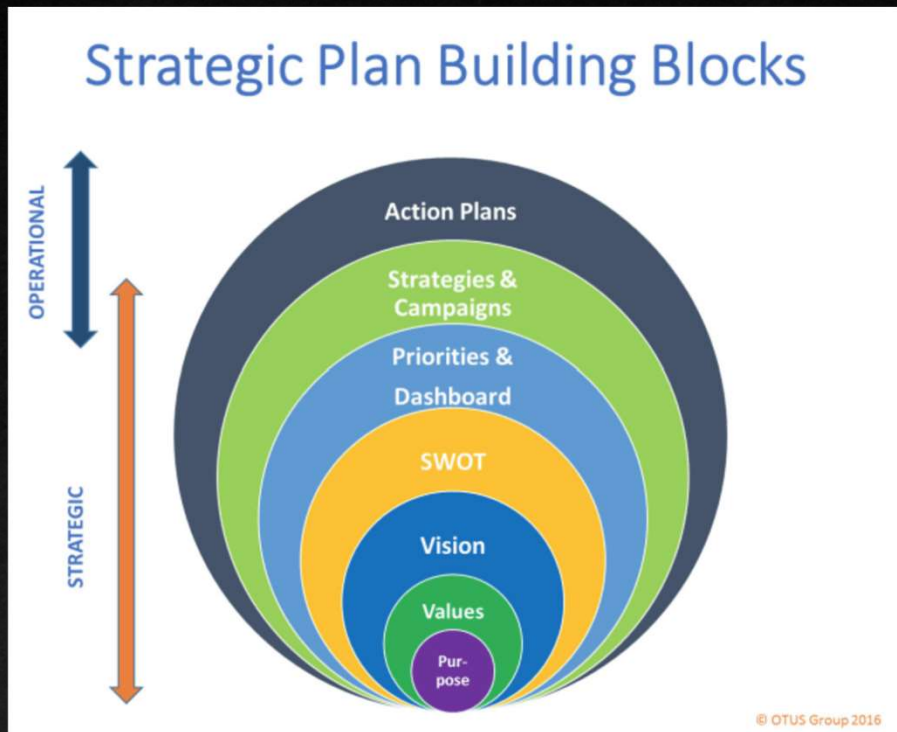 Strategic Plan Building Blocks
OPERATIONAL
STRATEGIC
Action Plans
Strategies &
Campaigns
Priorities &
Dashboard
SWOT
Vision
Values
Pur-
pose
© OTUS Group 2016